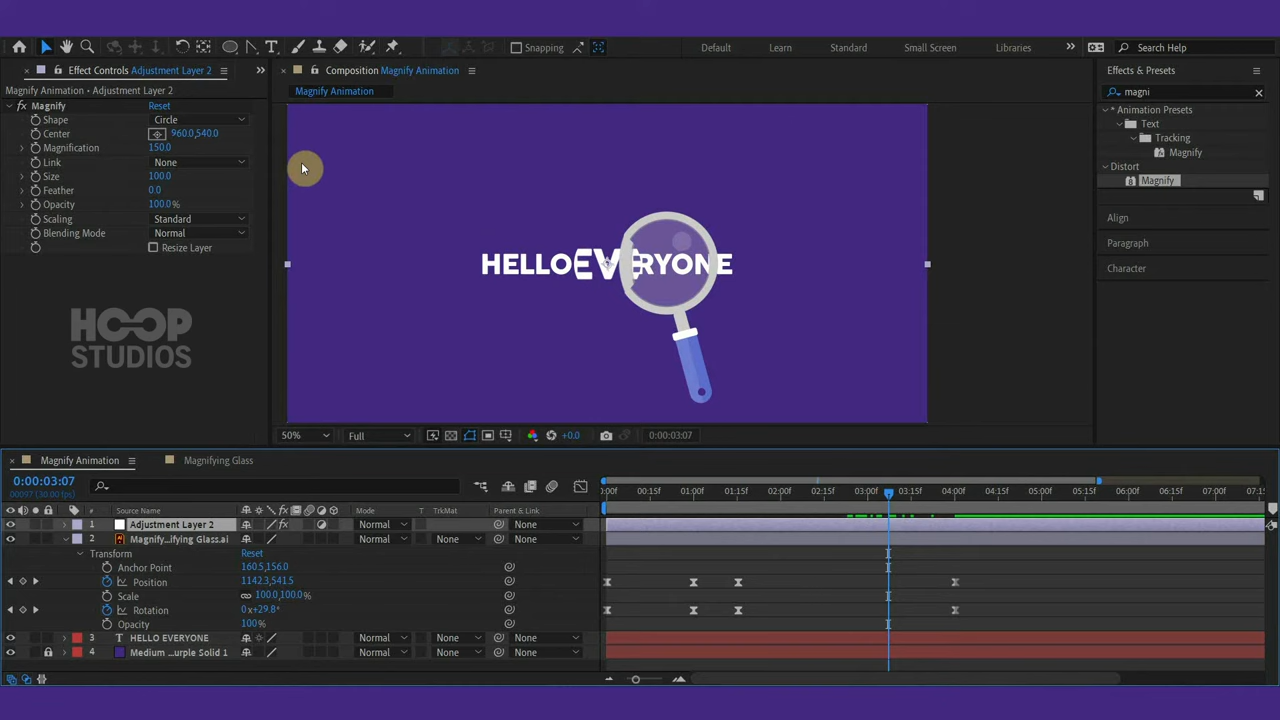 Snapping
Default
Learn
Standard
Small Screen
Libraries
Search Help
Effect Controls Adjustment Layer 2
Composition Magnify Animation
Effects & Presets
Magnify Animation • Adjustment Layer 2
Magnify Animation
magni
fx Magnify Reset
Shape Circle
Center 960.0,540.0
Magnification 150.0
Link None
Size 100.0
Feather 0.0
Opacity 100.0%
Scaling Standard
Blending Mode Normal
Resize Layer
* Animation Presets
Text
Tracking
Magnify
Distort
Magnify
Align
Paragraph
Character
HELLO EVERYONE
HOOP
STUDIOS
50%
Full
+0.0
0:00:03:07
Magnify Animation
Magnifying Glass
0:00:03:07
00097 (30.00 fps)
:00f 00:15f 01:00f 01:15f 02:00f 02:15f 03:00f 03:15f 04:00f 04:15f 05:00f 05:15f 06:00f 06:15f 07:00f 07:15
# Source Name Mode T TrkMat Parent & Link
1 Adjustment Layer 2 fx Normal None
2 Magnify...ifying Glass.ai Normal None None
Transform Reset
Anchor Point 160.5,156.0
Position 1142.3,541.5
Scale 100.0,100.0%
Rotation 0x+29.8°
Opacity 100%
3 T HELLO EVERYONE Normal None None
4 Medium ...urple Solid 1 Normal None None